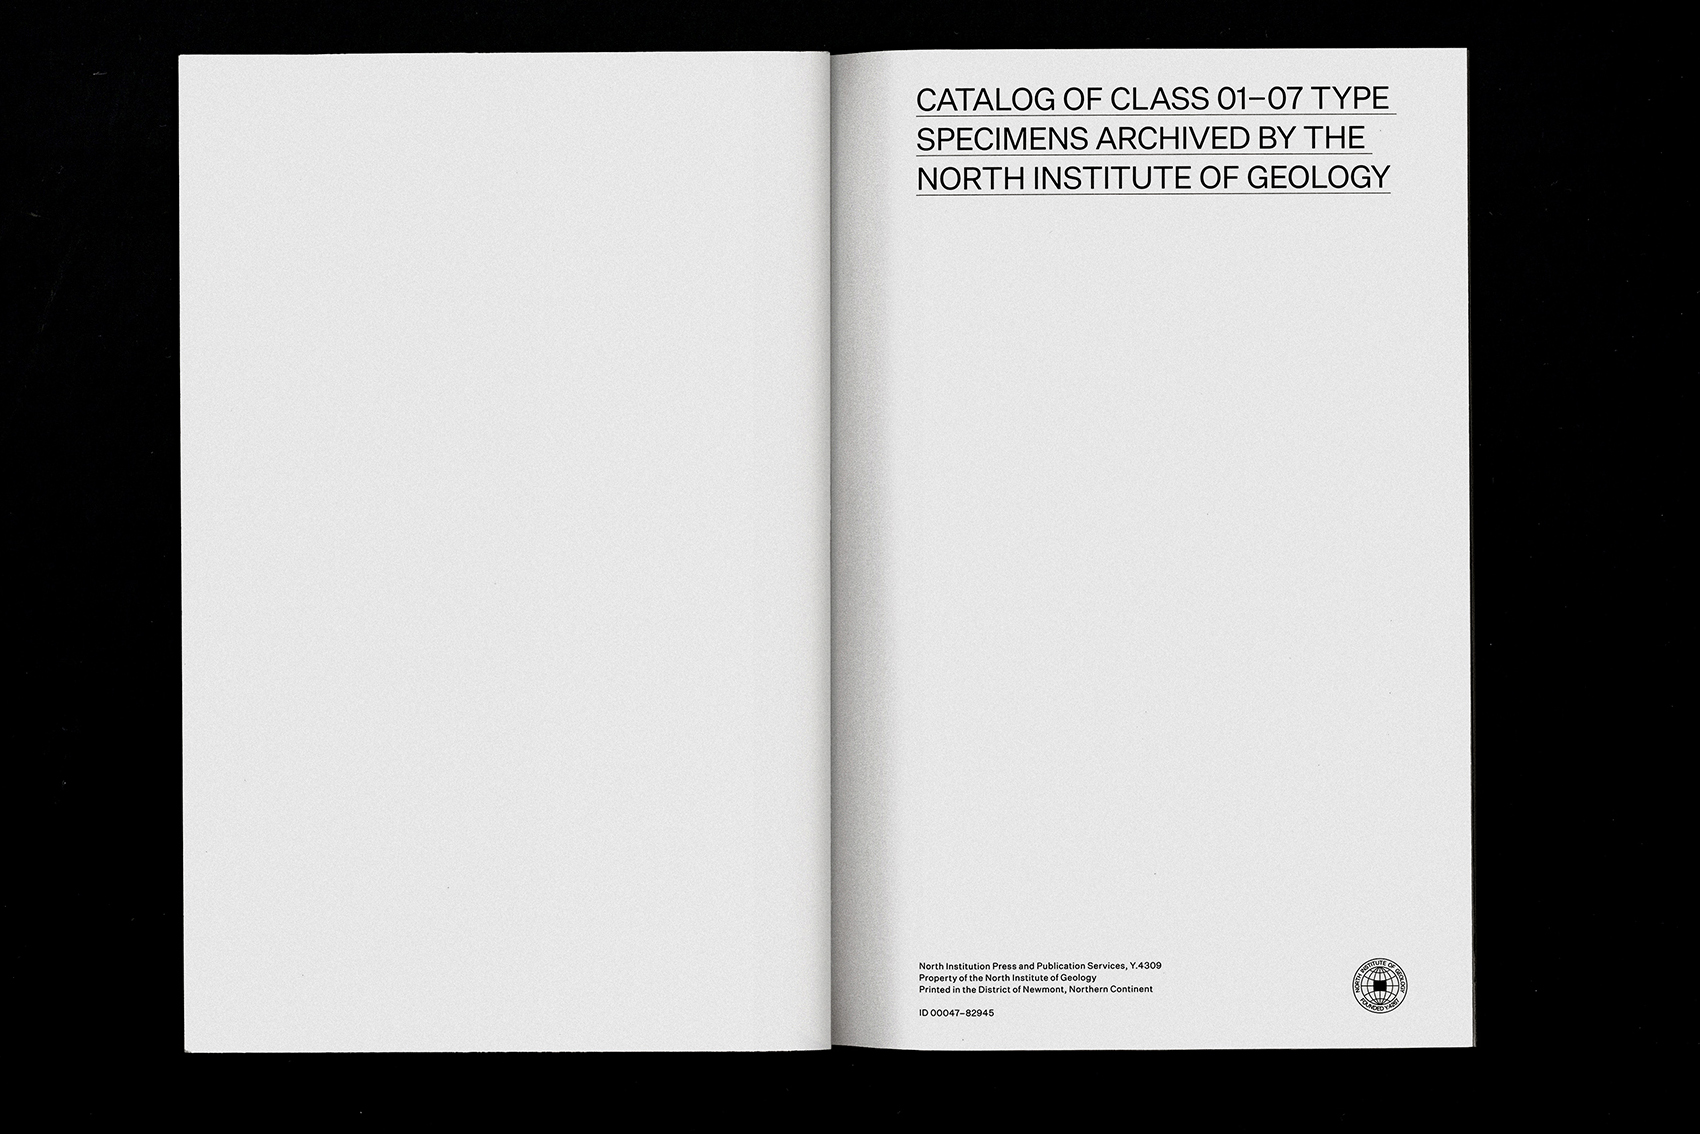 CATALOG OF CLASS 01–07 TYPE
SPECIMENS ARCHIVED BY THE
NORTH INSTITUTE OF GEOLOGY
North Institution Press and Publication Services, Y.4309
Property of the North Institute of Geology
Printed in the District of Newmont, Northern Continent
ID 00047–82945
NORTH INSTITUTE OF GEOLOGY
FOUNDED